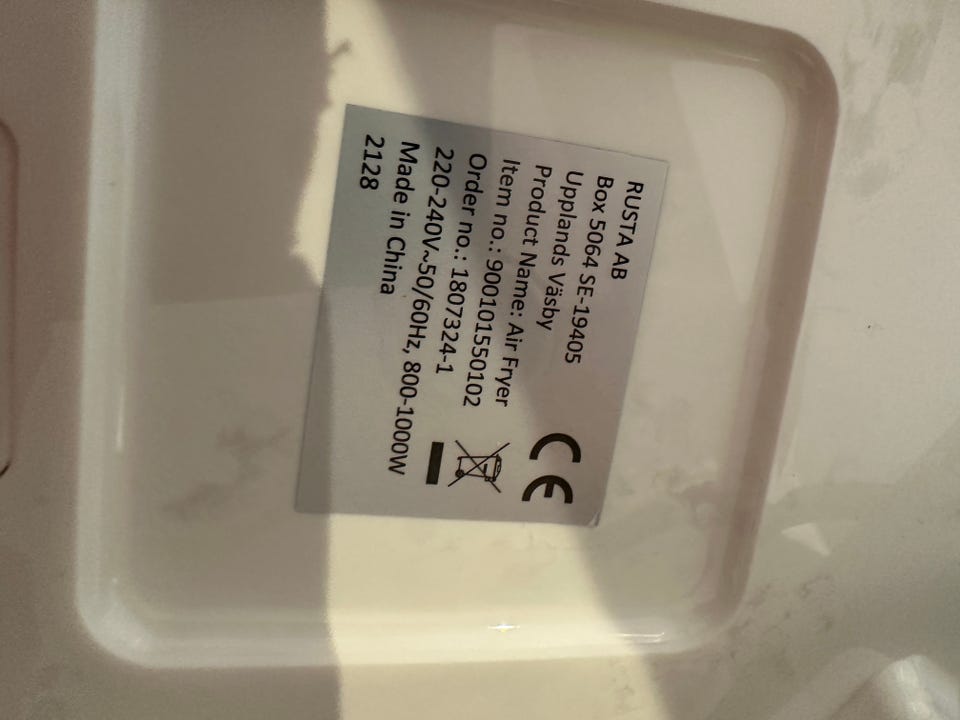 RUSTA AB
Box 5064 SE-19405
Upplands Väsby
Product Name: Air Fryer
Item no.: 900101550102
Order no.: 1807324-1
220-240V~50/60Hz, 800-1000W
Made in China
2128
CE